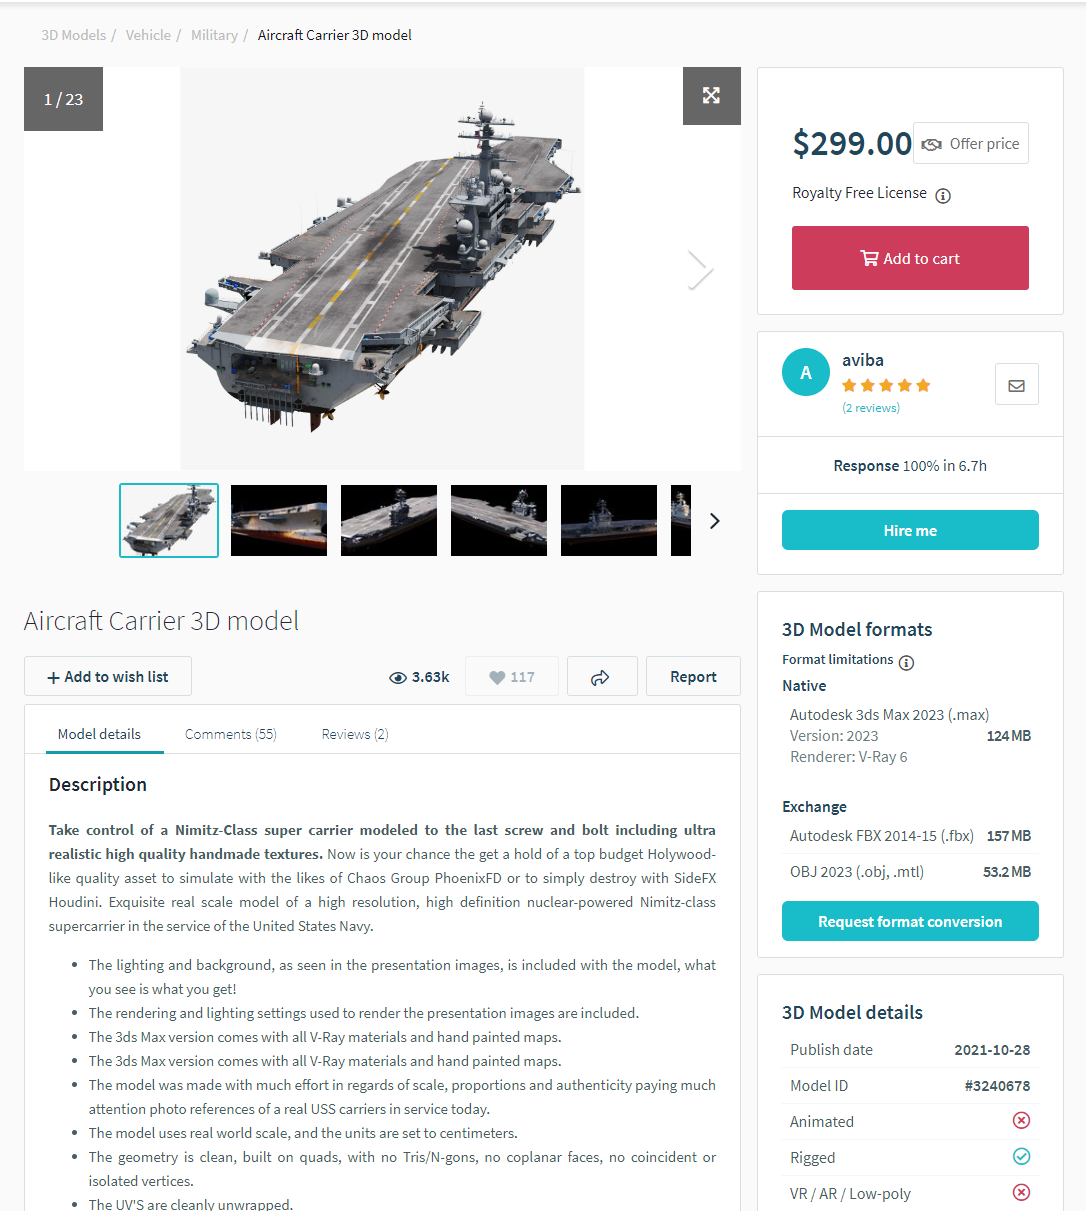 3D Models / Vehicle / Military / Aircraft Carrier 3D model
1 / 23
$299.00
Offer price
Royalty Free License
Add to cart
A
aviba
(2 reviews)
Response 100% in 6.7h
Hire me
Aircraft Carrier 3D model
+ Add to wish list
3.63k
117
Report
Model details
Comments (55)
Reviews (2)
Description
Take control of a Nimitz-Class super carrier modeled to the last screw and bolt including ultra
realistic high quality handmade textures. Now is your chance the get a hold of a top budget Holywood-
like quality asset to simulate with the likes of Chaos Group PhoenixFD or to simply destroy with SideFX
Houdini. Exquisite real scale model of a high resolution, high definition nuclear-powered Nimitz-class
supercarrier in the service of the United States Navy.
• The lighting and background, as seen in the presentation images, is included with the model, what
you see is what you get!
• The rendering and lighting settings used to render the presentation images are included.
• The 3ds Max version comes with all V-Ray materials and hand painted maps.
• The 3ds Max version comes with all V-Ray materials and hand painted maps.
• The model was made with much effort in regards of scale, proportions and authenticity paying much
attention photo references of a real USS carriers in service today.
• The model uses real world scale, and the units are set to centimeters.
• The geometry is clean, built on quads, with no Tris/N-gons, no coplanar faces, no coincident or
isolated vertices.
• The UV'S are cleanly unwrapped.
3D Model formats
Format limitations
Native
Autodesk 3ds Max 2023 (.max)
Version: 2023 124 MB
Renderer: V-Ray 6
Exchange
Autodesk FBX 2014-15 (.fbx) 157 MB
OBJ 2023 (.obj, .mtl) 53.2 MB
Request format conversion
3D Model details
Publish date 2021-10-28
Model ID #3240678
Animated
Rigged
VR / AR / Low-poly